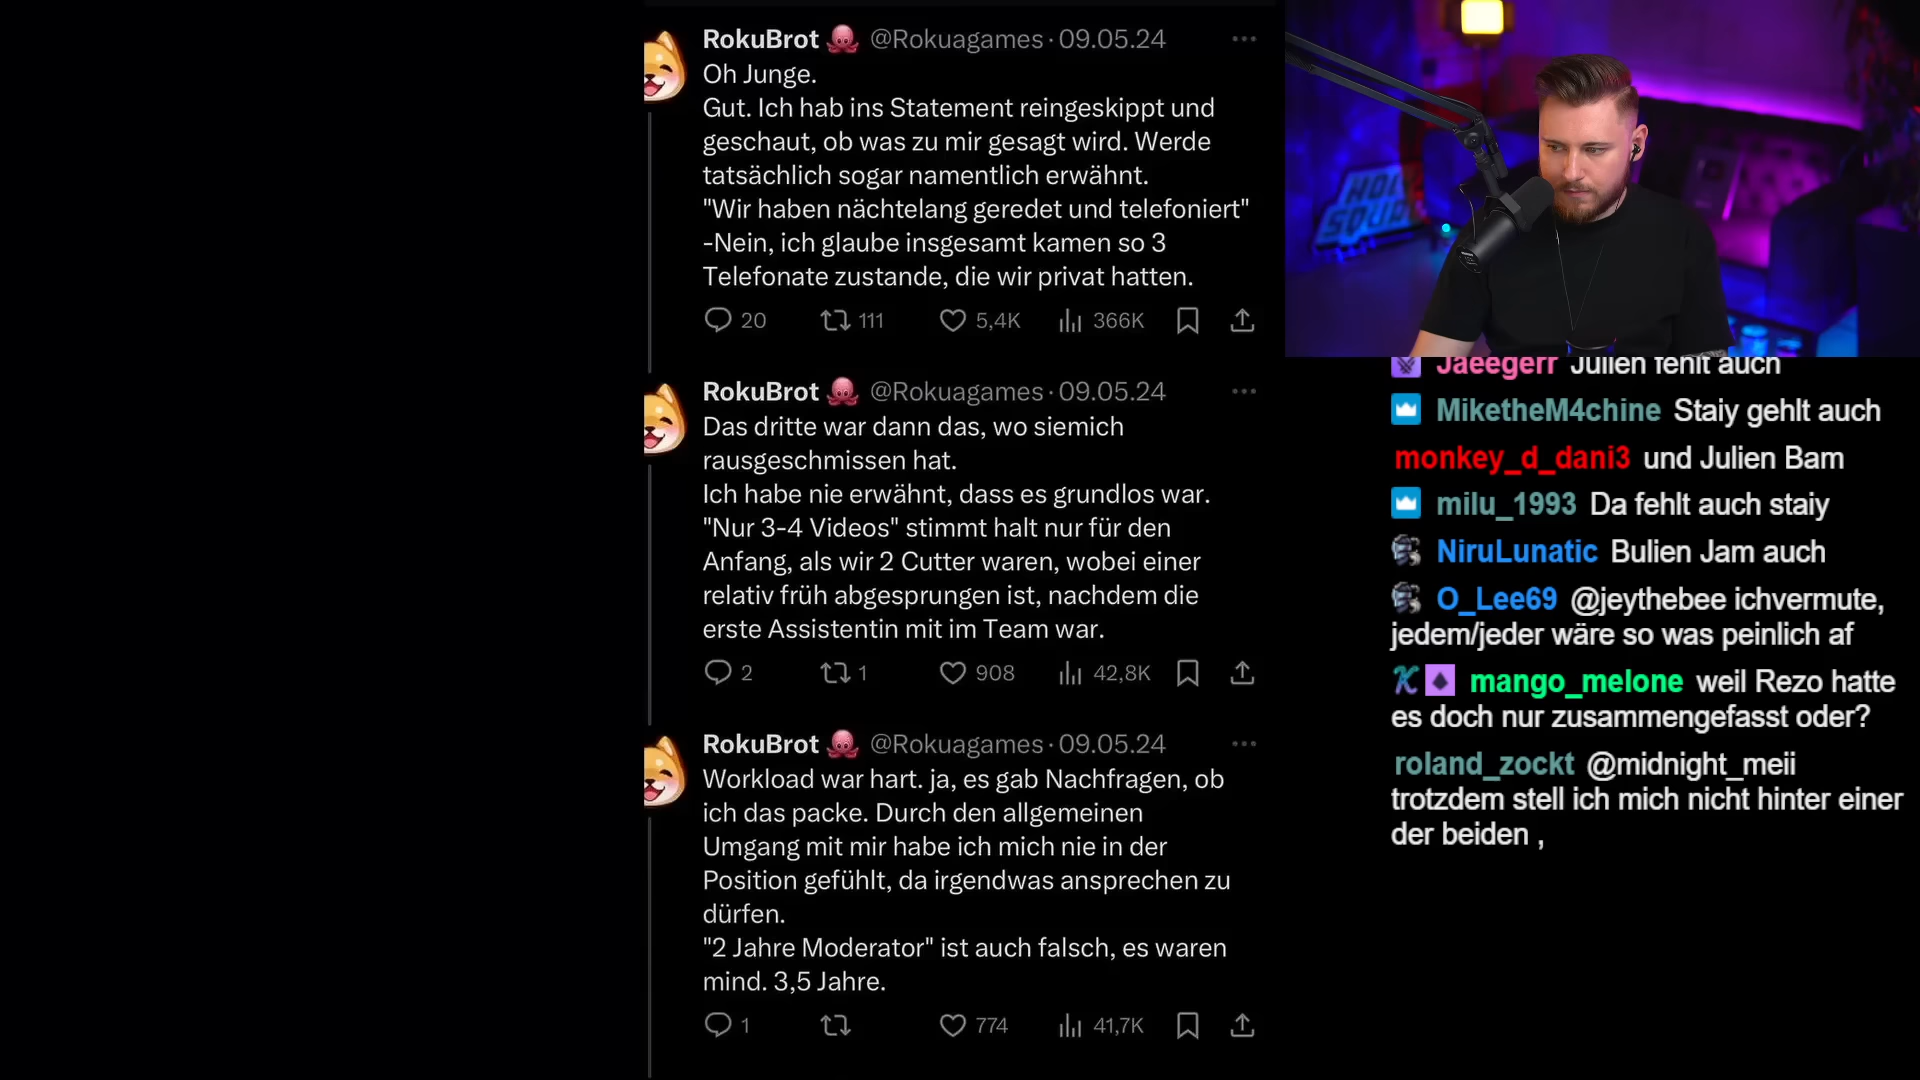 RokuBrot @Rokuagames · 09.05.24
Oh Junge.
Gut. Ich hab ins Statement reingeskippt und
geschaut, ob was zu mir gesagt wird. Werde
tatsächlich sogar namentlich erwähnt.
"Wir haben nächtelang geredet und telefoniert"
-Nein, ich glaube insgesamt kamen so 3
Telefonate zustande, die wir privat hatten.
20 111 5,4K 366K
RokuBrot @Rokuagames · 09.05.24
Das dritte war dann das, wo siemich
rausgeschmissen hat.
Ich habe nie erwähnt, dass es grundlos war.
"Nur 3-4 Videos" stimmt halt nur für den
Anfang, als wir 2 Cutter waren, wobei einer
relativ früh abgesprungen ist, nachdem die
erste Assistentin mit im Team war.
2 1 908 42,8K
RokuBrot @Rokuagames · 09.05.24
Workload war hart. ja, es gab Nachfragen, ob
ich das packe. Durch den allgemeinen
Umgang mit mir habe ich mich nie in der
Position gefühlt, da irgendwas ansprechen zu
dürfen.
"2 Jahre Moderator" ist auch falsch, es waren
mind. 3,5 Jahre.
1 774 41,7K
Jaeegerr Julien fehlt auch
MiketheM4chine Staiy gehlt auch
monkey_d_dani3 und Julien Bam
milu_1993 Da fehlt auch staiy
NiruLunatic Bulien Jam auch
O_Lee69 @jeythebee ichvermute,
jedem/jeder wäre so was peinlich af
mango_melone weil Rezo hatte
es doch nur zusammengefasst oder?
roland_zockt @midnight_meii
trotzdem stell ich mich nicht hinter einer
der beiden ,